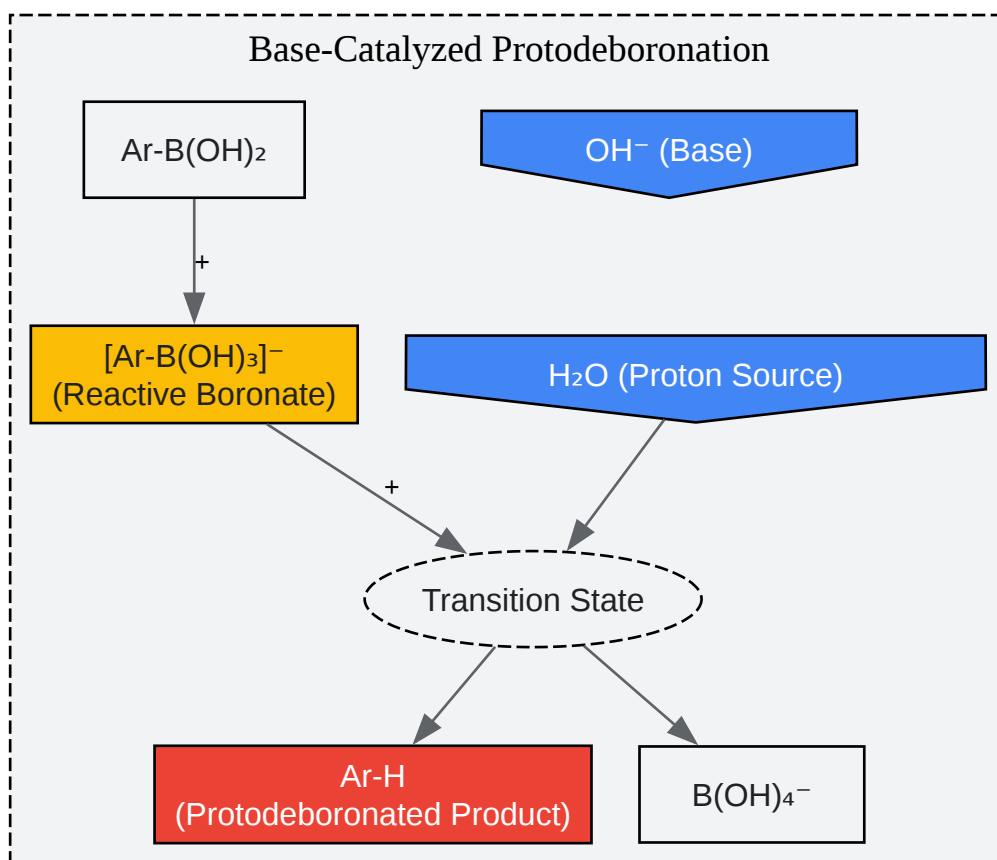 Base-Catalyzed Protodeboronation
Ar-B(OH)₂
OH⁻ (Base)
+
[Ar-B(OH)₃]⁻
(Reactive Boronate)
H₂O (Proton Source)
+
Transition State
Ar-H
(Protodeboronated Product)
B(OH)₄⁻